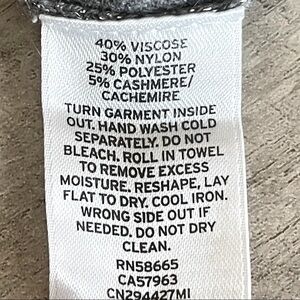 40% VISCOSE
30% NYLON
25% POLYESTER
5% CASHMERE/
CACHEMIRE
TURN GARMENT INSIDE
OUT. HAND WASH COLD
SEPARATELY. DO NOT
BLEACH. ROLL IN TOWEL
TO REMOVE EXCESS
MOISTURE. RESHAPE, LAY
FLAT TO DRY. COOL IRON.
WRONG SIDE OUT IF
NEEDED. DO NOT DRY
CLEAN.
RN58665
CA57963
CN294427MI